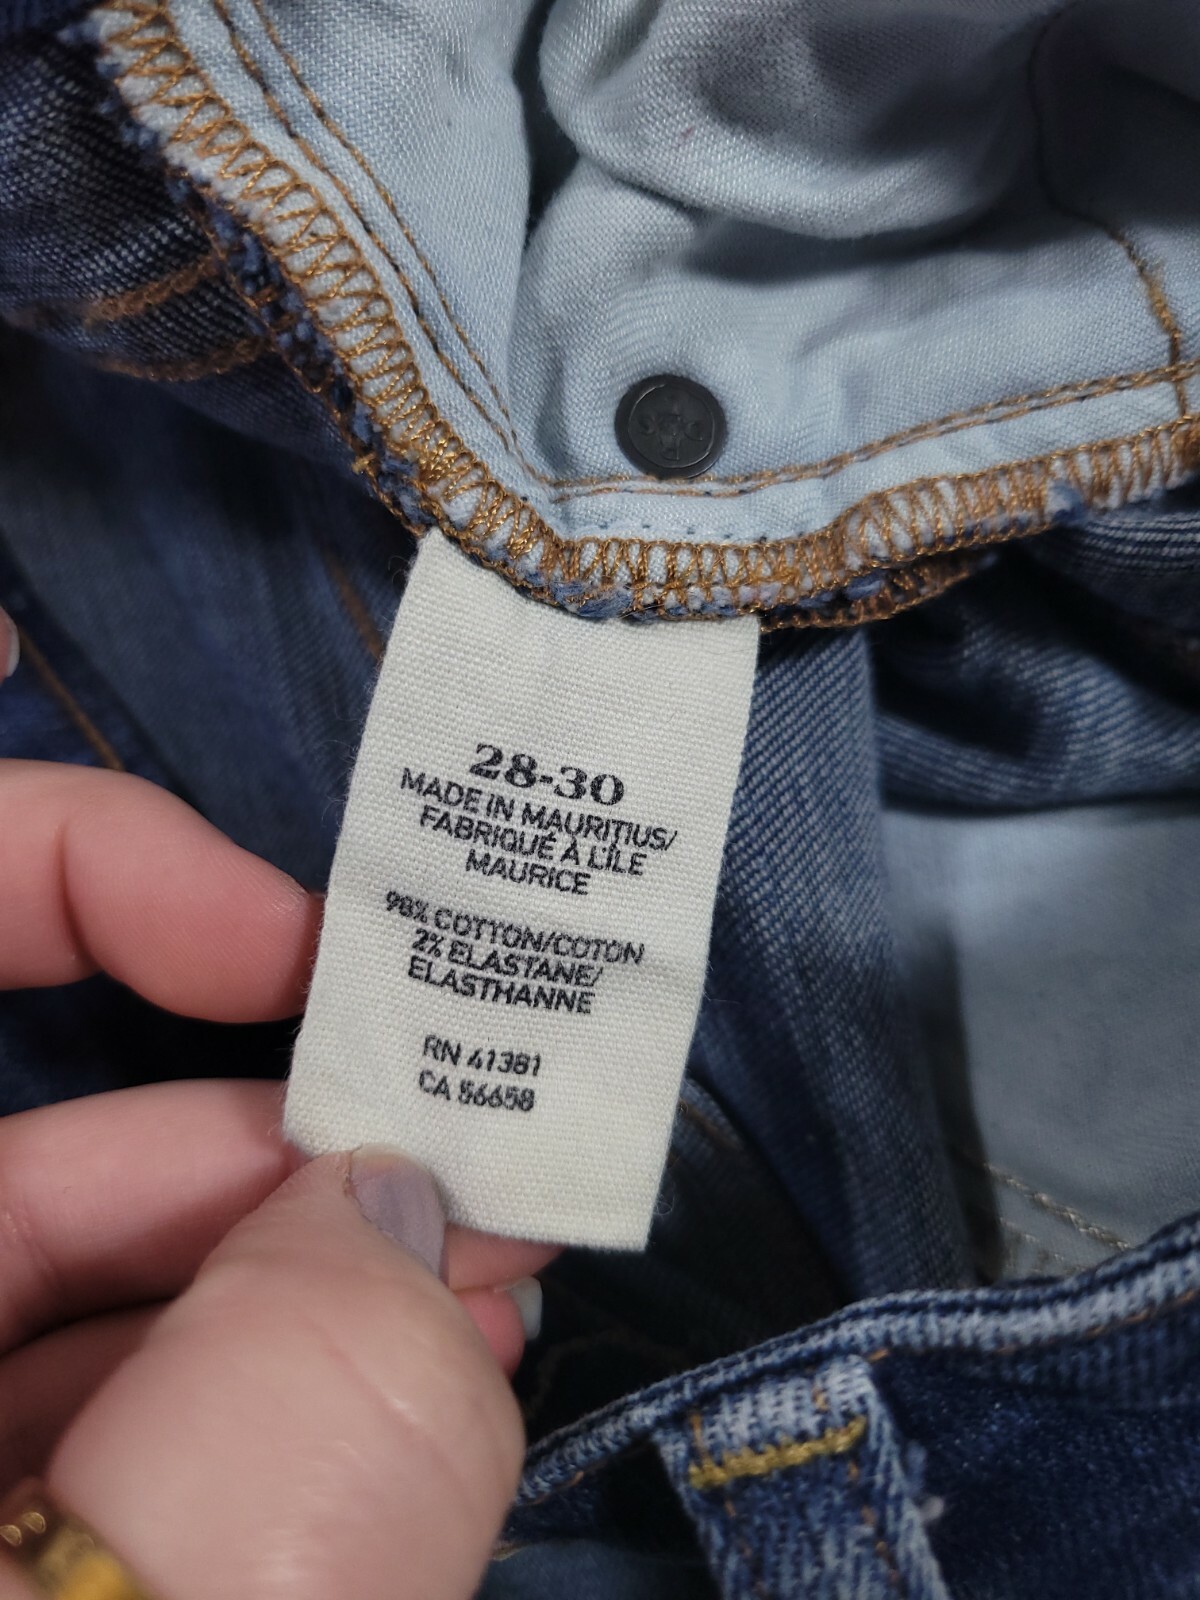 28-30
MADE IN MAURITIUS/
FABRIQUÉ À L'ÎLE
MAURICE
98% COTTON/COTON
2% ELASTANE/
ELASTHANNE
RN 41381
CA 56658